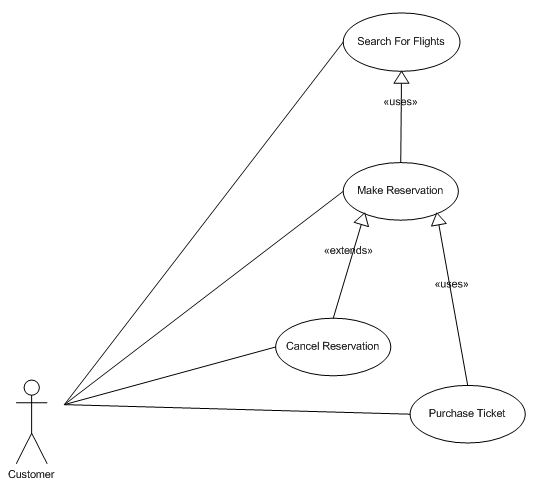 Search For Flights
«uses»
Make Reservation
«extends»
«uses»
Cancel Reservation
Purchase Ticket
Customer